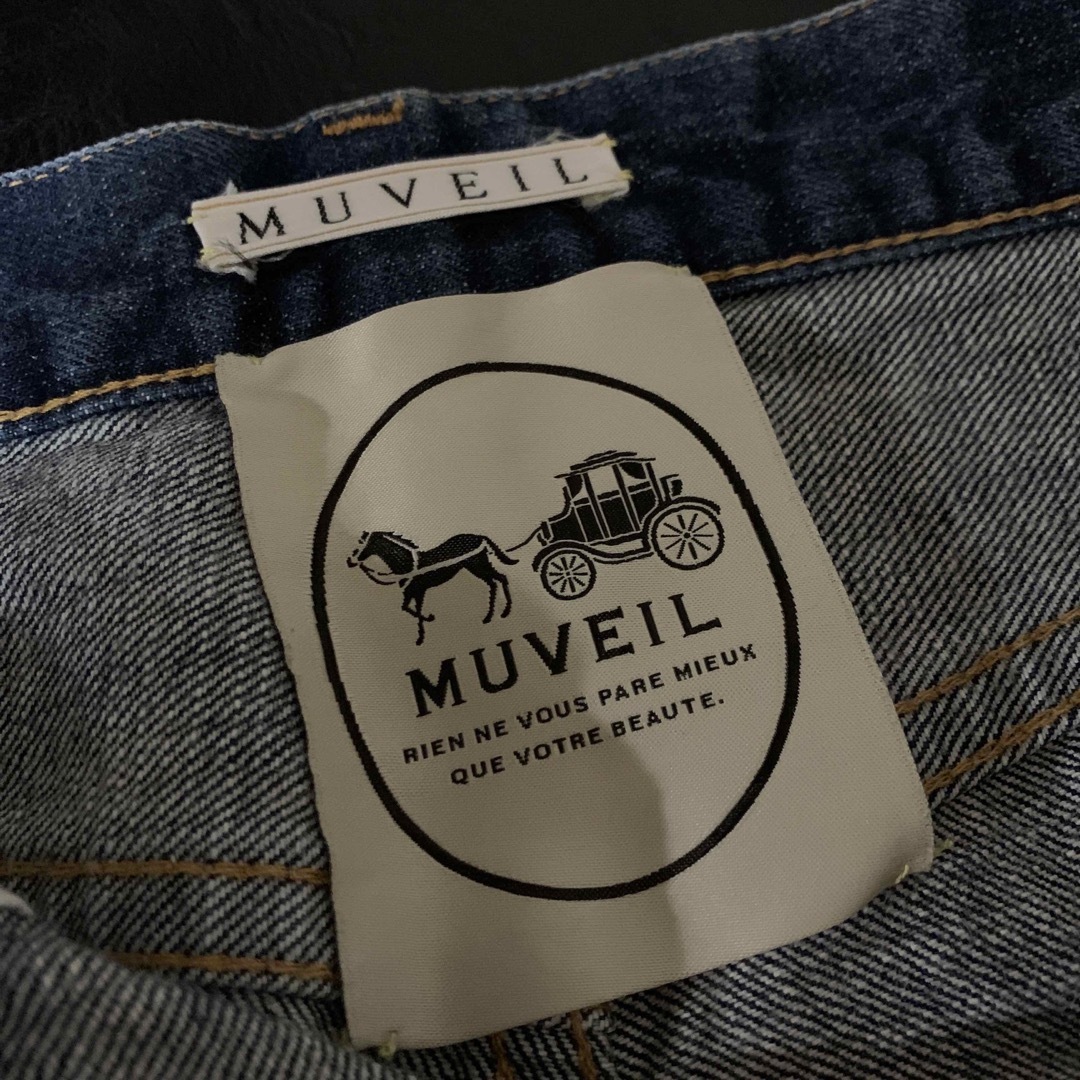 MUVEIL
MUVEIL
RIEN NE VOUS PARE MIEUX
QUE VOTRE BEAUTE.